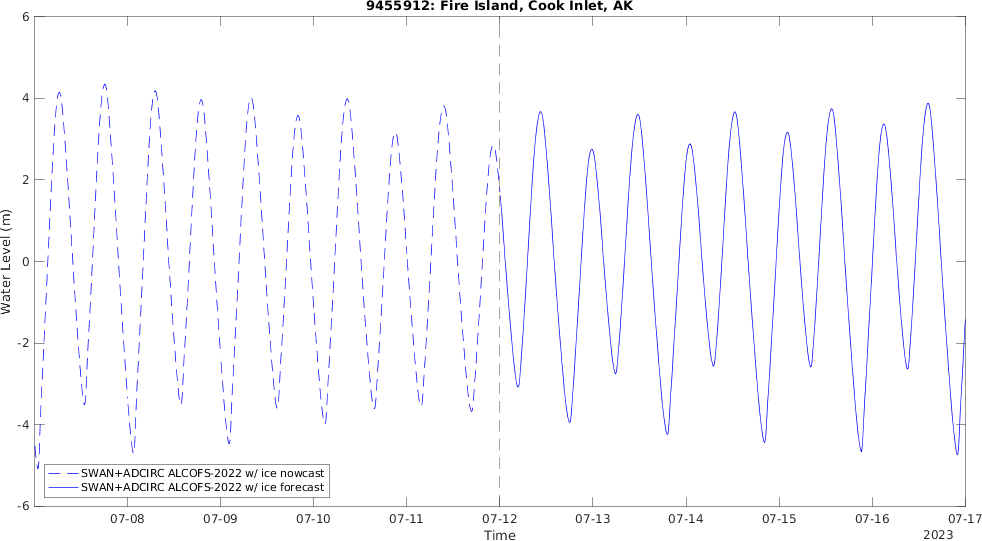 9455912: Fire Island, Cook Inlet, AK
6
4
2
0
-2
-4
-6
Water Level (m)
SWAN+ADCIRC ALCOFS-2022 w/ ice nowcast
SWAN+ADCIRC ALCOFS-2022 w/ ice forecast
07-08 07-09 07-10 07-11 07-12 07-13 07-14 07-15 07-16 07-17
Time
2023